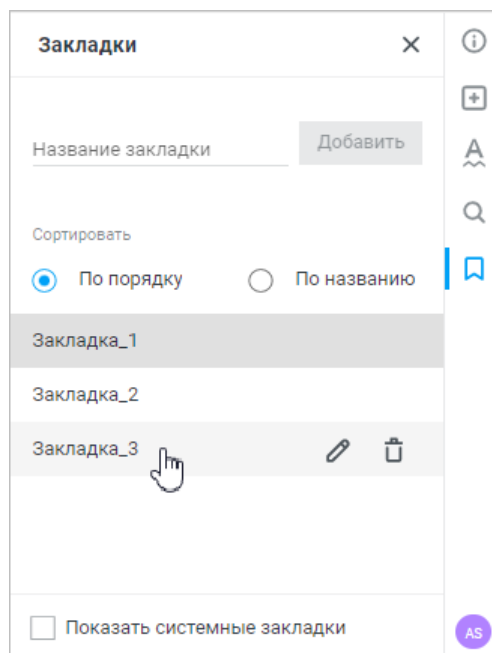 Закладки
Название закладки
Добавить
Сортировать
По порядку
По названию
Закладка_1
Закладка_2
Закладка_3
Показать системные закладки
AS